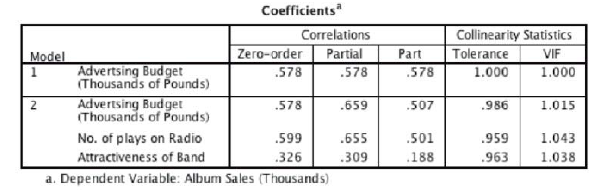 Coefficientsᵃ
Correlations Collinearity Statistics
Model Zero-order Partial Part Tolerance VIF
1 Advertsing Budget .578 .578 .578 1.000 1.000
(Thousands of Pounds)
2 Advertsing Budget .578 .659 .507 .986 1.015
(Thousands of Pounds)
No. of plays on Radio .599 .655 .501 .959 1.043
Attractiveness of Band .326 .309 .188 .963 1.038
a. Dependent Variable: Album Sales (Thousands)